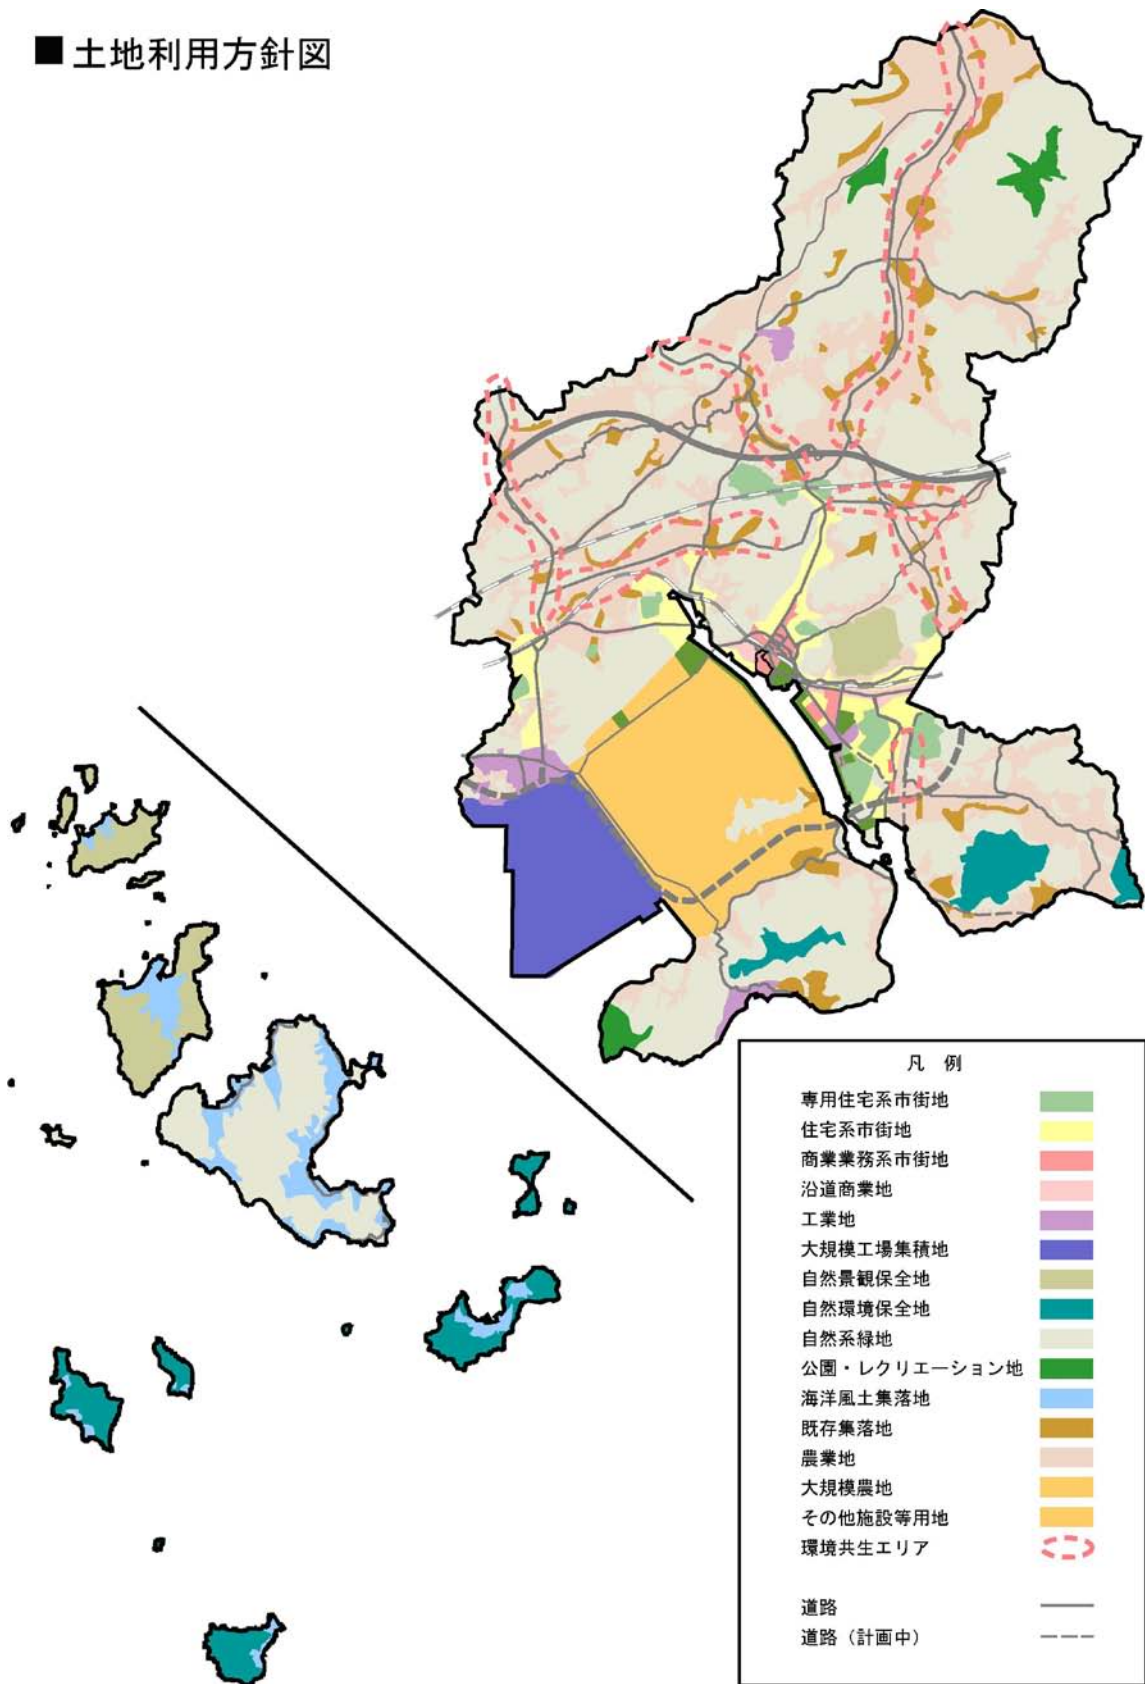 ■土地利用方針図
凡 例
専用住宅系市街地
住宅系市街地
商業業務系市街地
沿道商業地
工業地
大規模工場集積地
自然景観保全地
自然環境保全地
自然系緑地
公園・レクリエーション地
海洋風土集落地
既存集落地
農業地
大規模農地
その他施設等用地
環境共生エリア
道路
道路（計画中）